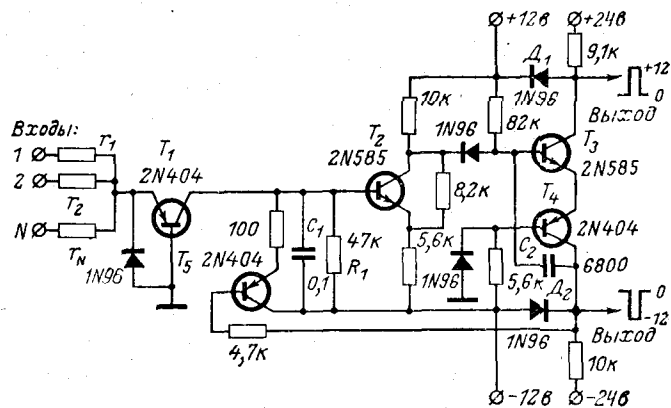 +12в
+24в
Д₁
9,1к
+12
0
1N96
Выход
10к
82к
Входы:
r₁
T₁
T₂
1N96
T₃
1
2N404
2N585
2N585
2
8,2к
T₄
r₂
100
C₁
5,6к
2N404
N
T₅
47к
C₂
rN
2N404
R₁
1N96
5,6к
6800
1N96
0,1
Д₂
0
-12
Выход
4,7к
1N96
10к
-12в
-24в